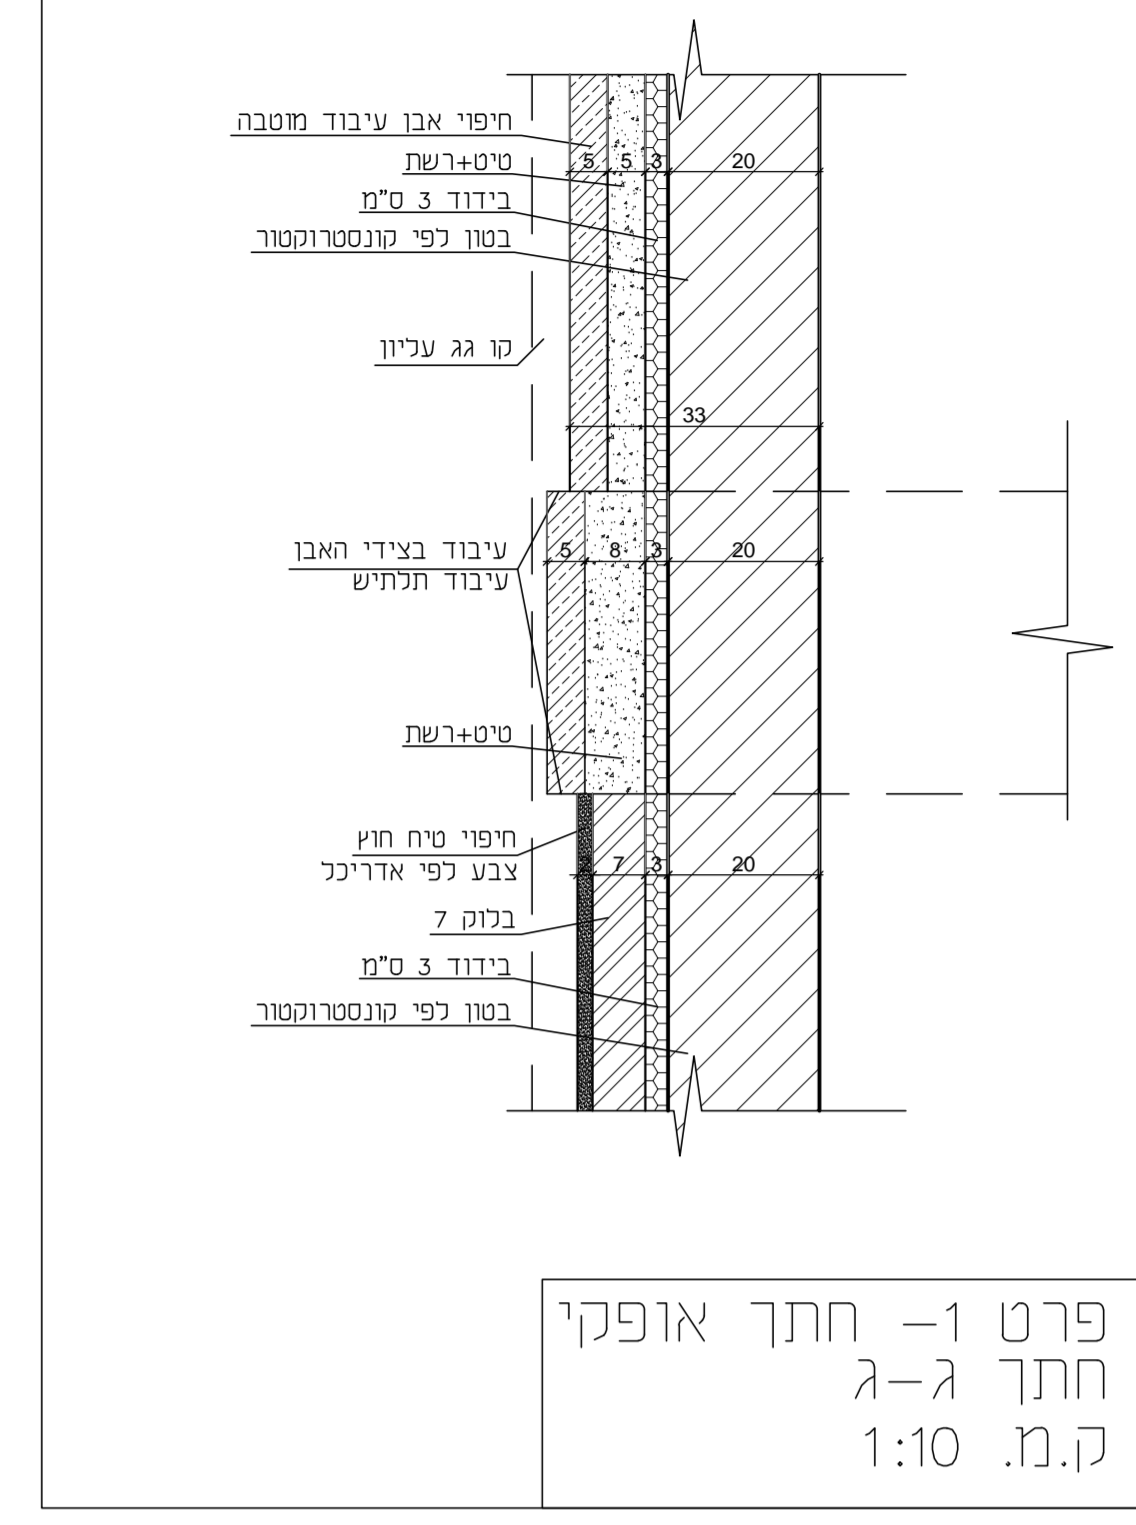 חיפוי אבן עיבוד מוטבה
טיט+רשת
בידוד 3 ס"מ
בטון לפי קונסטרוקטור
5 5 3 20
קו גג עליון
33
עיבוד בצידי האבן
עיבוד תלתיש
5 8 3 20
טיט+רשת
חיפוי טיח חוץ
צבע לפי אדריכל
7 3 20
בלוק 7
בידוד 3 ס"מ
בטון לפי קונסטרוקטור
פרט 1- חתך אופקי
חתך ג-ג
ק.מ. 1:10